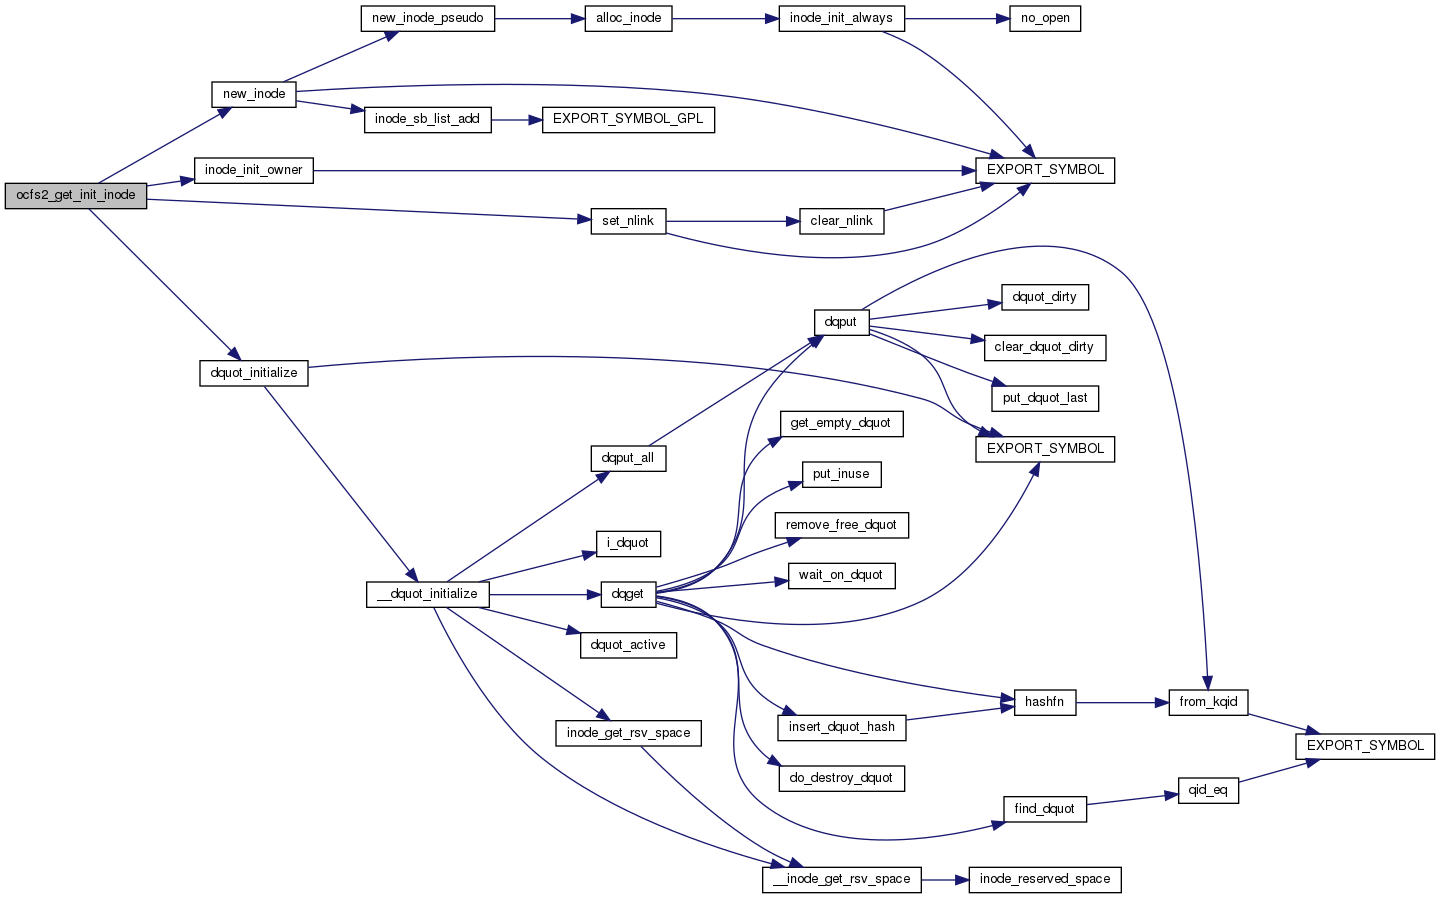 new_inode_pseudo
alloc_inode
inode_init_always
no_open
new_inode
inode_sb_list_add
EXPORT_SYMBOL_GPL
inode_init_owner
EXPORT_SYMBOL
ocfs2_get_init_inode
set_nlink
clear_nlink
dquot_dirty
dqput
clear_dquot_dirty
dquot_initialize
put_dquot_last
get_empty_dquot
EXPORT_SYMBOL
dqput_all
put_inuse
remove_free_dquot
i_dquot
wait_on_dquot
__dquot_initialize
dqget
dquot_active
hashfn
from_kqid
insert_dquot_hash
inode_get_rsv_space
EXPORT_SYMBOL
do_destroy_dquot
qid_eq
find_dquot
__inode_get_rsv_space
inode_reserved_space